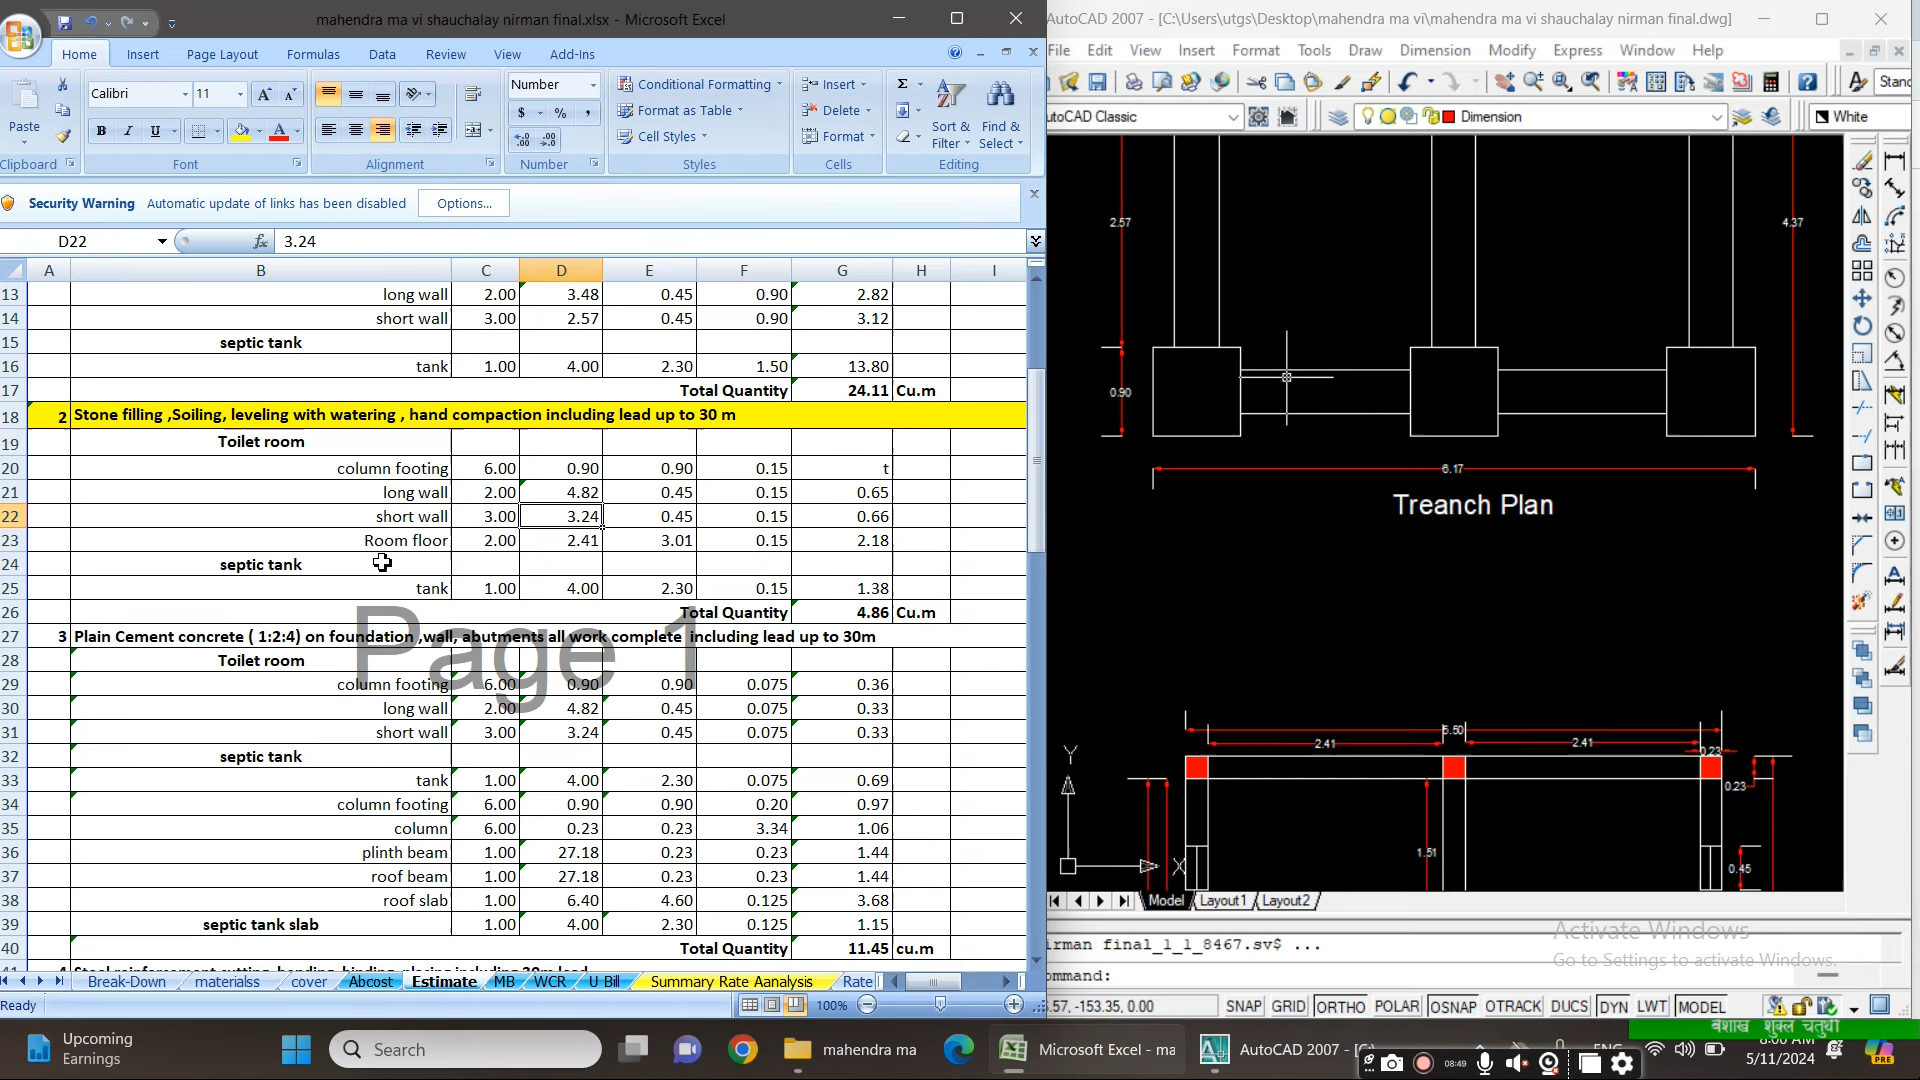 mahendra ma vi shauchalay nirman final.xlsx - Microsoft Excel
Home Insert Page Layout Formulas Data Review View Add-Ins
Paste
Calibri 11
B I U
Number
$ % ,
Conditional Formatting
Format as Table
Cell Styles
Insert
Delete
Format
Sort & Filter
Find & Select
Clipboard Font Alignment Number Styles Cells Editing
Security Warning Automatic update of links has been disabled Options...
D22 fx 3.24
A B C D E F G H I
13 long wall 2.00 3.48 0.45 0.90 2.82
14 short wall 3.00 2.57 0.45 0.90 3.12
15 septic tank
16 tank 1.00 4.00 2.30 1.50 13.80
17 Total Quantity 24.11 Cu.m
18 2 Stone filling ,Soiling, leveling with watering , hand compaction including lead up to 30 m
19 Toilet room
20 column footing 6.00 0.90 0.90 0.15 t
21 long wall 2.00 4.82 0.45 0.15 0.65
22 short wall 3.00 3.24 0.45 0.15 0.66
23 Room floor 2.00 2.41 3.01 0.15 2.18
24 septic tank
25 tank 1.00 4.00 2.30 0.15 1.38
26 Total Quantity 4.86 Cu.m
27 3 Plain Cement concrete ( 1:2:4) on foundation ,wall, abutments all work complete including lead up to 30m
28 Toilet room
29 column footing 6.00 0.90 0.90 0.075 0.36
30 long wall 2.00 4.82 0.45 0.075 0.33
31 short wall 3.00 3.24 0.45 0.075 0.33
32 septic tank
33 tank 1.00 4.00 2.30 0.075 0.69
34 column footing 6.00 0.90 0.90 0.20 0.97
35 column 6.00 0.23 0.23 3.34 1.06
36 plinth beam 1.00 27.18 0.23 0.23 1.44
37 roof beam 1.00 27.18 0.23 0.23 1.44
38 roof slab 1.00 6.40 4.60 0.125 3.68
39 septic tank slab 1.00 4.00 2.30 0.125 1.15
40 Total Quantity 11.45 cu.m
Page 1
Break-Down materialss cover Abcost Estimate MB WCR U Bill Summary Rate Aanalysis Rate
Ready 100%
AutoCAD 2007 - [C:\Users\utgs\Desktop\mahendra ma vi\mahendra ma vi shauchalay nirman final.dwg]
File Edit View Insert Format Tools Draw Dimension Modify Express Window Help
Stanc
utoCAD Classic Dimension White
2.57
4.37
0.90
6.17
Treanch Plan
5.50
2.41 2.41 0.23
0.23
1.51
0.45
Y
X
Model Layout1 Layout2
irman final_1_1_8467.sv$ ...
ommand:
Activate Windows
Go to Settings to activate Windows.
.57, -153.35, 0.00 SNAP GRID ORTHO POLAR OSNAP OTRACK DUCS DYN LWT MODEL
बैशाख शुक्ल चतुर्थी
Upcoming
Earnings
Search
mahendra ma
Microsoft Excel - ma
AutoCAD 2007 - [C:\
08:49
ENG
8:00 AM
5/11/2024
PRE